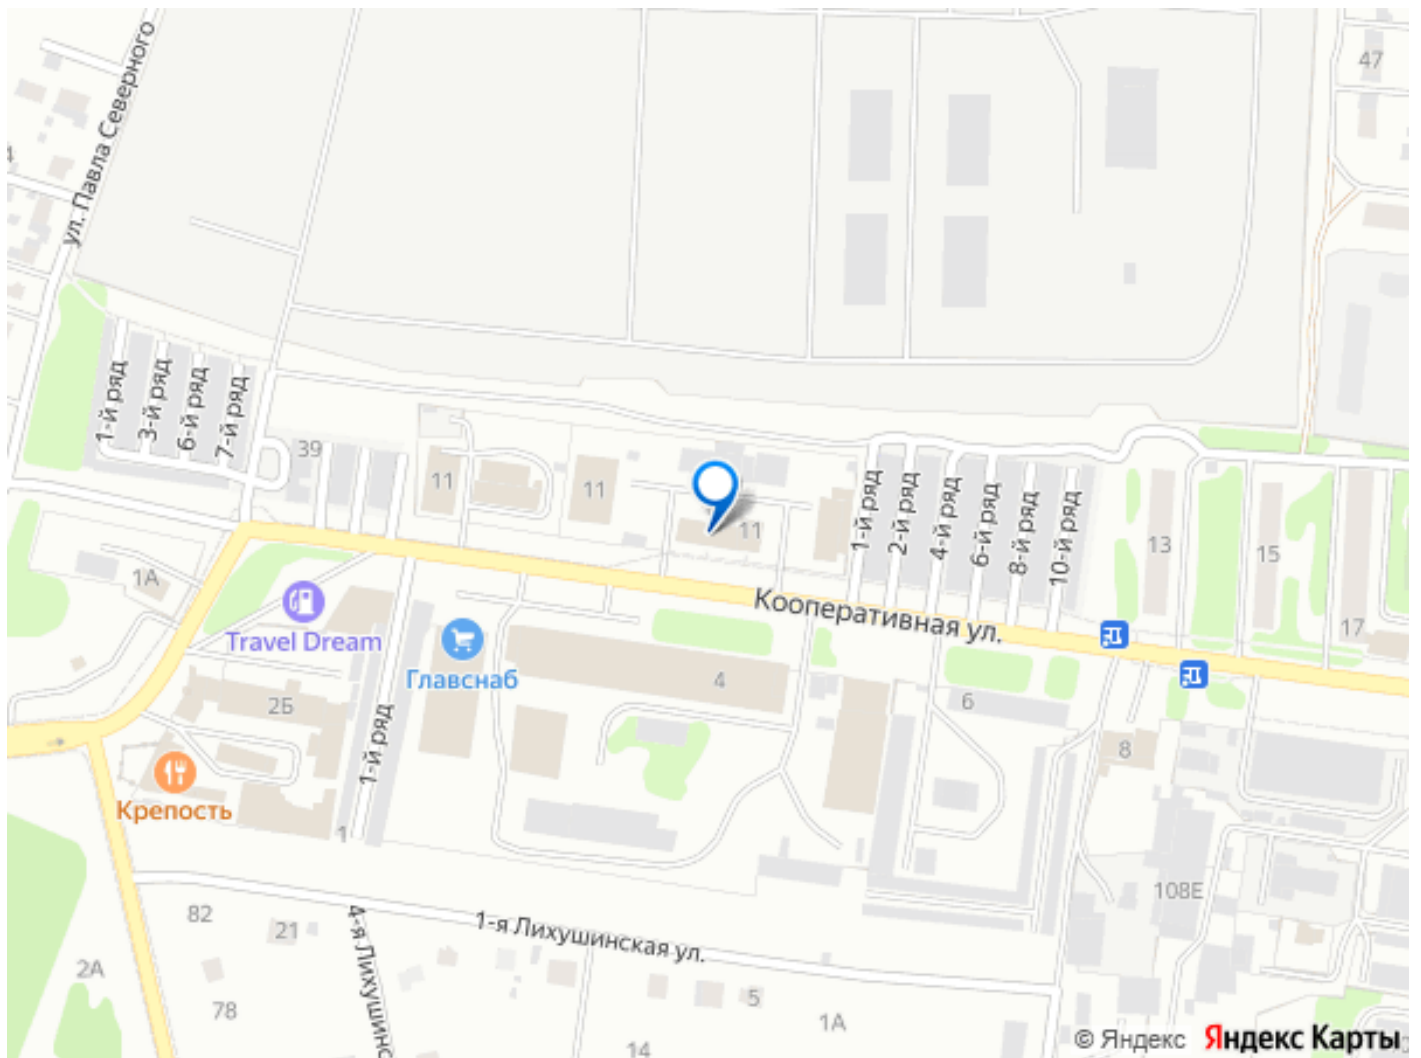 ул. Павла Северного
47
1-й ряд
3-й ряд
6-й ряд
7-й ряд
39
11
11
11
1-й ряд
2-й ряд
4-й ряд
6-й ряд
8-й ряд
10-й ряд
13
15
17
1А
Travel Dream
Главснаб
Кооперативная ул.
2Б
4
6
8
1-й ряд
Крепость
1
108Е
82
21
4-я Лихушинс
1-я Лихушинская ул.
2А
78
5
1А
14
© Яндекс Яндекс Карты